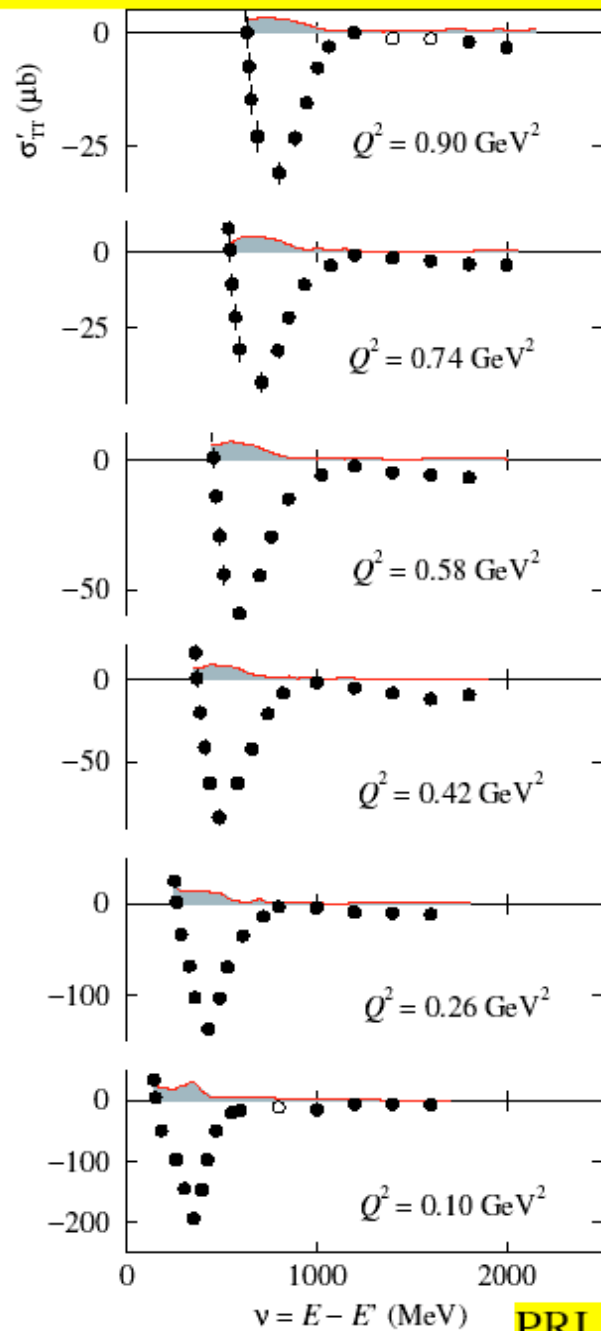 σ′TT (μb)
0
−25
Q² = 0.90 GeV²
0
−25
Q² = 0.74 GeV²
0
−50
Q² = 0.58 GeV²
0
−50
Q² = 0.42 GeV²
0
−100
Q² = 0.26 GeV²
0
−100
−200
Q² = 0.10 GeV²
0 1000 2000
ν = E − E′ (MeV)
PRL